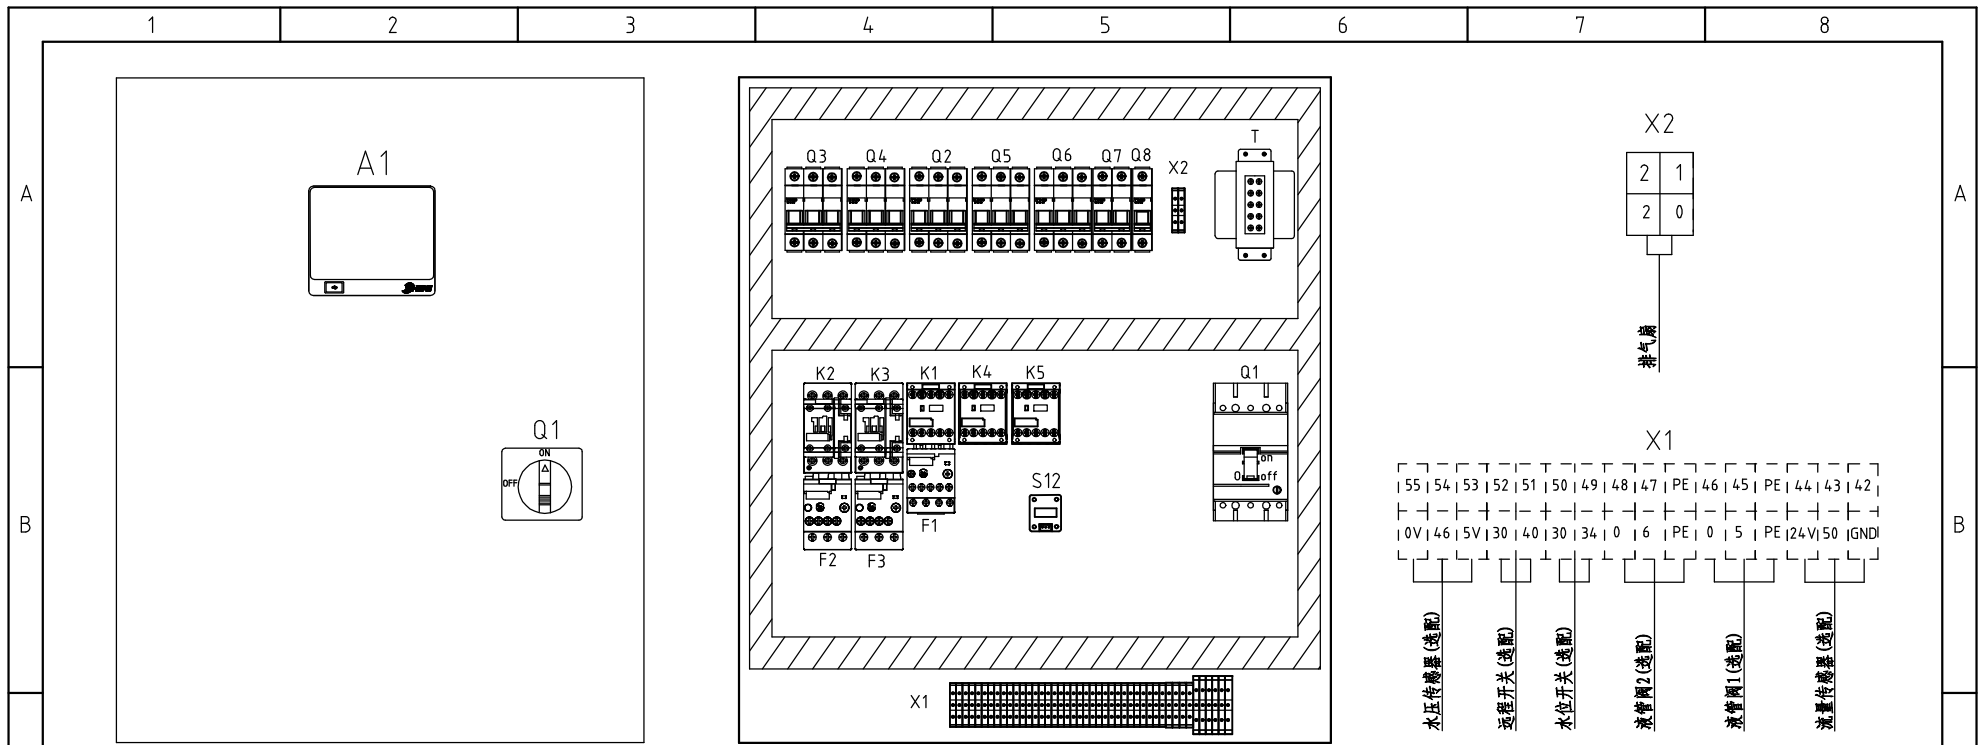 1 2 3 4 5 6 7 8
A A
A1
Q3 Q4 Q2 Q5 Q6 Q7 Q8 X2 T
X2
2 1
2 0
排气扇
K2 K3 K1 K4 K5 Q1
Q1
ON
OFF
on
O off
S12
F1
F2 F3
X1
55 54 53 52 51 50 49 48 47 PE 46 45 PE 44 43 42
0V 46 5V 30 40 30 34 0 6 PE 0 5 PE 24V 50 GND
B B
水压传感器(选配)
远程开关(选配)
水位开关(选配)
液管阀2(选配)
液管阀1(选配)
流量传感器(选配)
X1